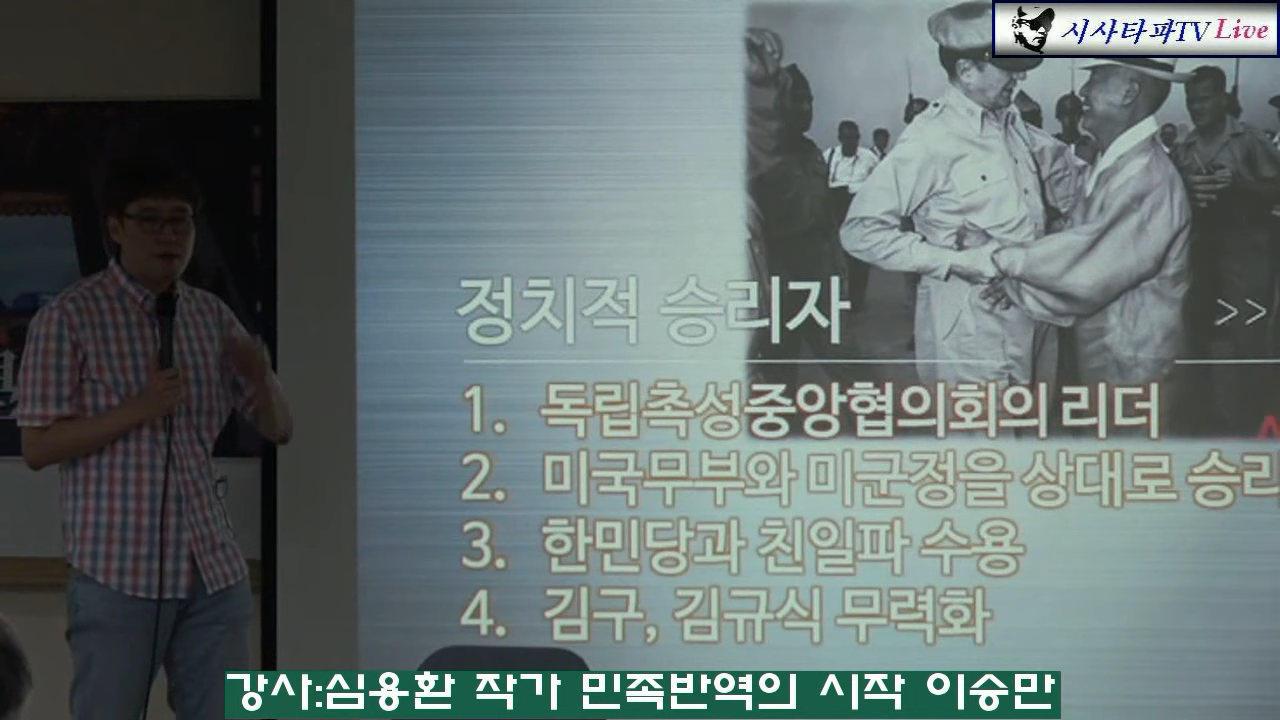 시사타파TV Live
정치적 승리자
>>
1. 독립촉성중앙협의회의 리더
2. 미국무부와 미군정을 상대로 승리
3. 한민당과 친일파 수용
4. 김구, 김규식 무력화
강사:심용환 작가 민족반역의 시작 이승만